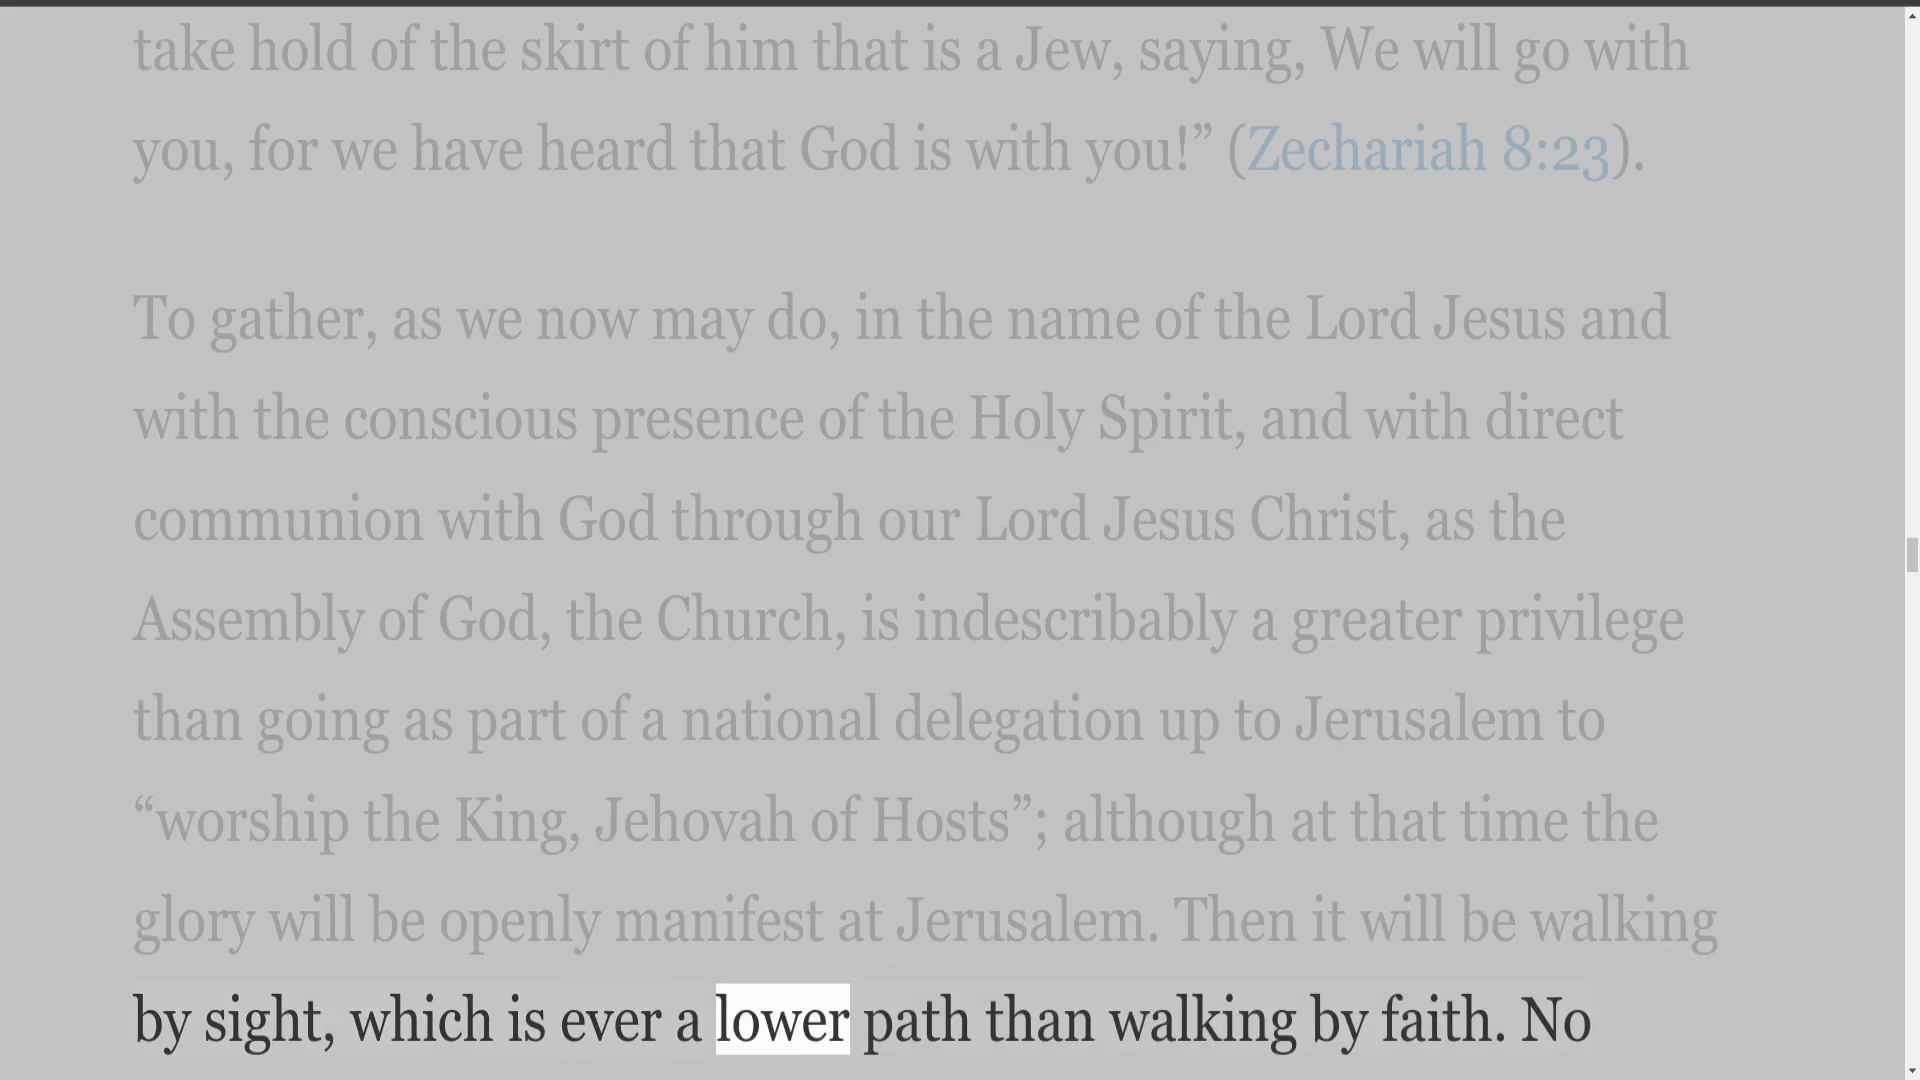 take hold of the skirt of him that is a Jew, saying, We will go with
you, for we have heard that God is with you!” (Zechariah 8:23).
To gather, as we now may do, in the name of the Lord Jesus and
with the conscious presence of the Holy Spirit, and with direct
communion with God through our Lord Jesus Christ, as the
Assembly of God, the Church, is indescribably a greater privilege
than going as part of a national delegation up to Jerusalem to
“worship the King, Jehovah of Hosts”; although at that time the
glory will be openly manifest at Jerusalem. Then it will be walking
by sight, which is ever a lower path than walking by faith. No